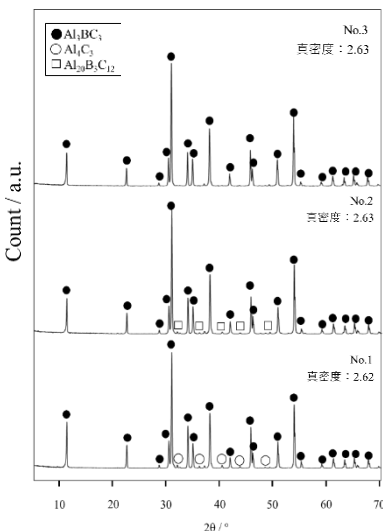 ●Al₃BC₃
○Al₄C₃
□Al₂₀B₅C₁₂
No.3
真密度：2.63
No.2
真密度：2.63
No.1
真密度：2.62
Count / a.u.
10 20 30 40 50 60 70
2θ / °